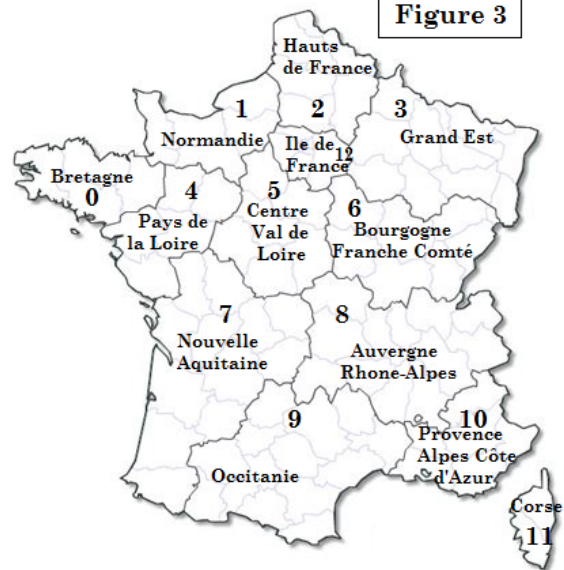 Figure 3
Hauts
de France
1
2
3
Normandie
Ile de
France
12
Grand Est
Bretagne
0
4
Pays de
la Loire
5
Centre
Val de
Loire
6
Bourgogne
Franche Comté
7
Nouvelle
Aquitaine
8
Auvergne
Rhone-Alpes
9
Occitanie
10
Provence
Alpes Côte
d'Azur
Corse
11